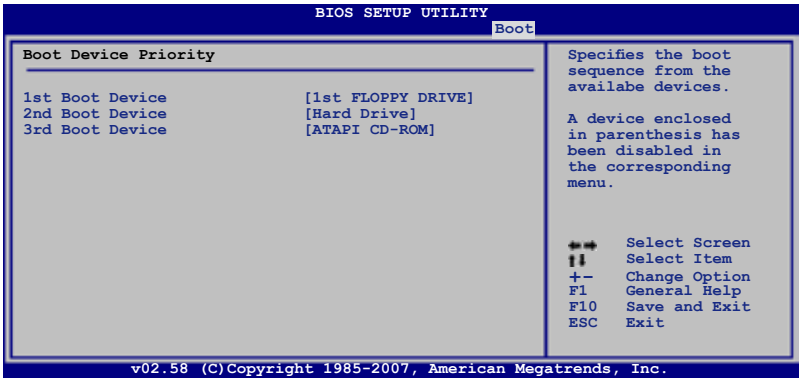 BIOS SETUP UTILITY
Boot
Boot Device Priority
1st Boot Device [1st FLOPPY DRIVE]
2nd Boot Device [Hard Drive]
3rd Boot Device [ATAPI CD-ROM]
Specifies the boot
sequence from the
availabe devices.
A device enclosed
in parenthesis has
been disabled in
the corresponding
menu.
←→ Select Screen
↑↓ Select Item
+- Change Option
F1 General Help
F10 Save and Exit
ESC Exit
v02.58 (C)Copyright 1985-2007, American Megatrends, Inc.